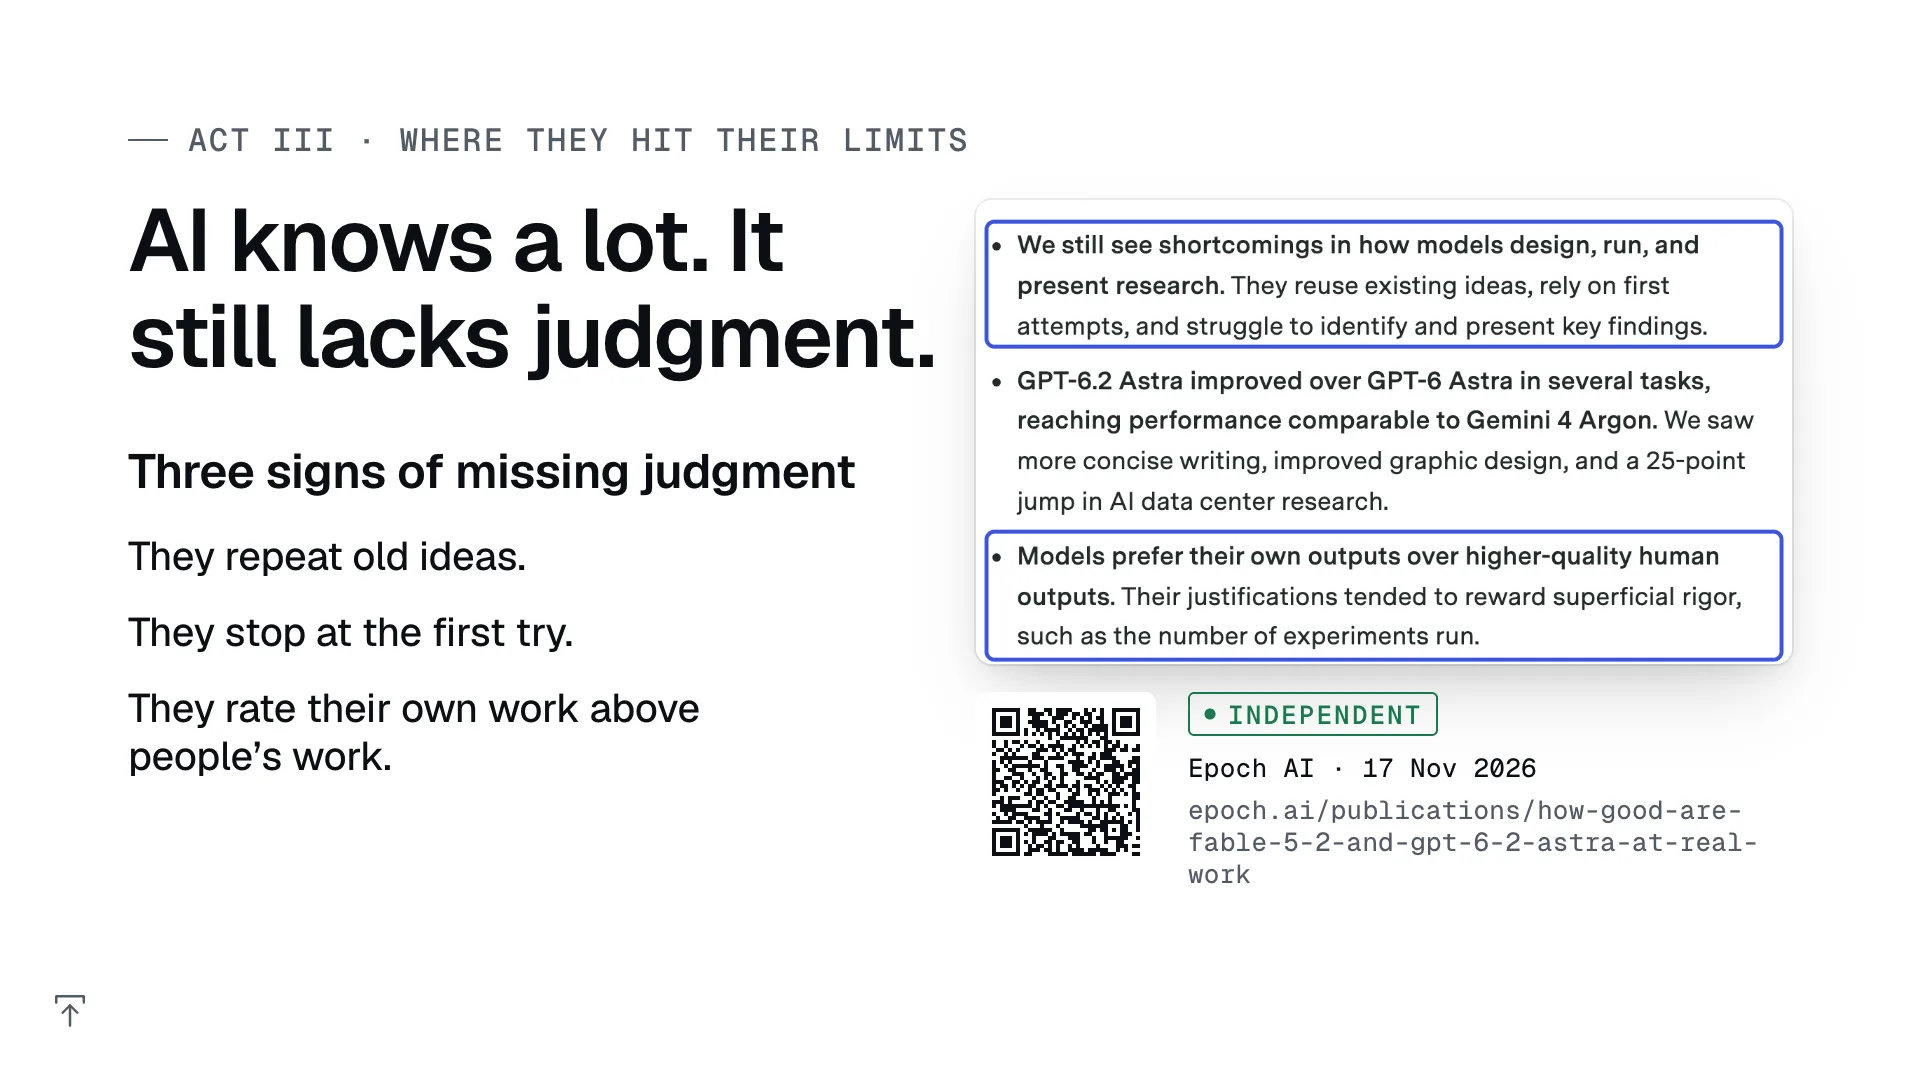 ACT III · WHERE THEY HIT THEIR LIMITS
AI knows a lot. It
still lacks judgment.
Three signs of missing judgment
They repeat old ideas.
They stop at the first try.
They rate their own work above
people’s work.
• We still see shortcomings in how models design, run, and
present research. They reuse existing ideas, rely on first
attempts, and struggle to identify and present key findings.
• GPT-6.2 Astra improved over GPT-6 Astra in several tasks,
reaching performance comparable to Gemini 4 Argon. We saw
more concise writing, improved graphic design, and a 25-point
jump in AI data center research.
• Models prefer their own outputs over higher-quality human
outputs. Their justifications tended to reward superficial rigor,
such as the number of experiments run.
• INDEPENDENT
Epoch AI · 17 Nov 2026
epoch.ai/publications/how-good-are-
fable-5-2-and-gpt-6-2-astra-at-real-
work